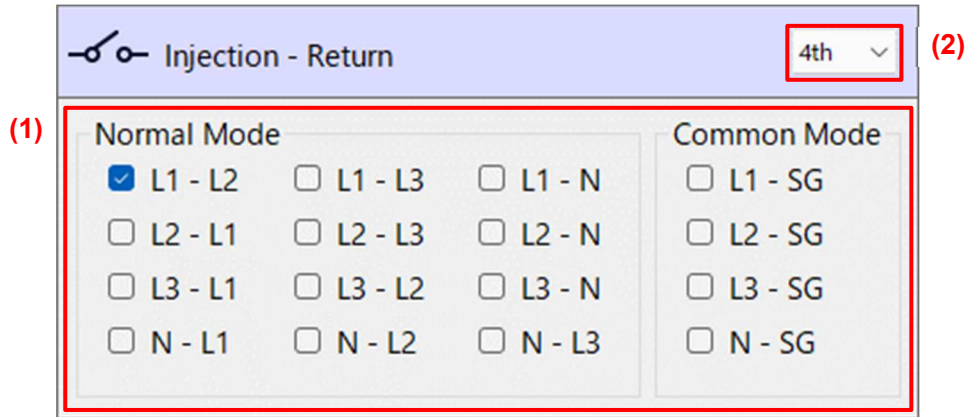 Injection - Return
4th
(2)
(1)
Normal Mode
Common Mode
L1 - L2
L1 - L3
L1 - N
L1 - SG
L2 - L1
L2 - L3
L2 - N
L2 - SG
L3 - L1
L3 - L2
L3 - N
L3 - SG
N - L1
N - L2
N - L3
N - SG